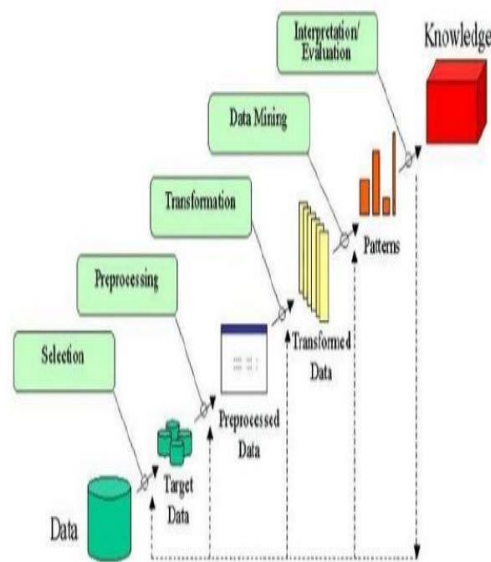 Interpretation/
Evaluation
Knowledge
Data Mining
Transformation
Patterns
Preprocessing
Transformed
Data
Selection
Preprocessed
Data
Target
Data
Data